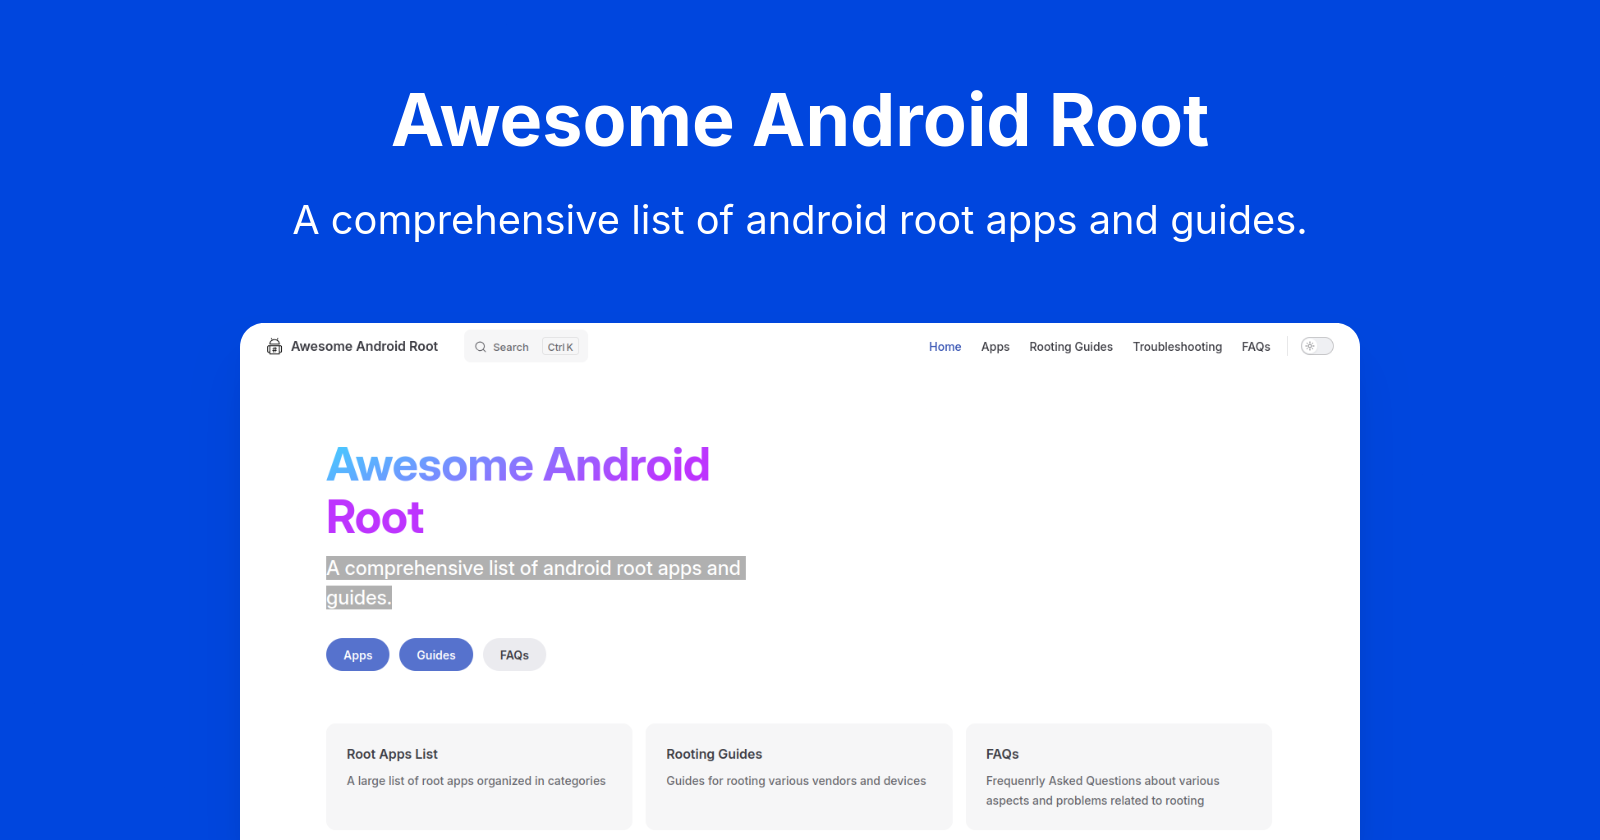 Awesome Android Root
A comprehensive list of android root apps and guides.
Awesome Android Root
Search
Ctrl K
Home
Apps
Rooting Guides
Troubleshooting
FAQs
Awesome Android
Root
A comprehensive list of android root apps and
guides.
Apps
Guides
FAQs
Root Apps List
A large list of root apps organized in categories
Rooting Guides
Guides for rooting various vendors and devices
FAQs
Frequenrly Asked Questions about various
aspects and problems related to rooting